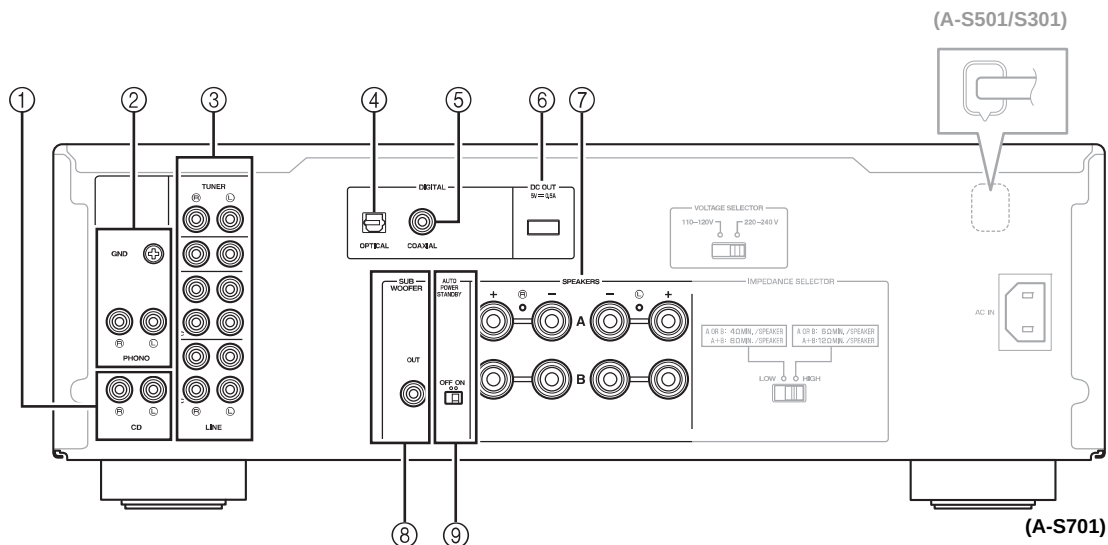 (A-S501/S301)
① ② ③ ④ ⑤ ⑥ ⑦
TUNER
R L
GND
R L
PHONO
R L
CD
R L
LINE
DIGITAL
OPTICAL
COAXIAL
DC OUT
5V 0.5A
VOLTAGE SELECTOR
110–120V 220–240 V
SUB
WOOFER
OUT
AUTO
POWER
STANDBY
OFF ON
SPEAKERS
+ R − − L +
A
B
IMPEDANCE SELECTOR
A OR B: 4ΩMIN. /SPEAKER
A+B: 8ΩMIN. /SPEAKER
A OR B: 6ΩMIN. /SPEAKER
A+B:12ΩMIN. /SPEAKER
LOW HIGH
AC IN
⑧ ⑨
(A-S701)